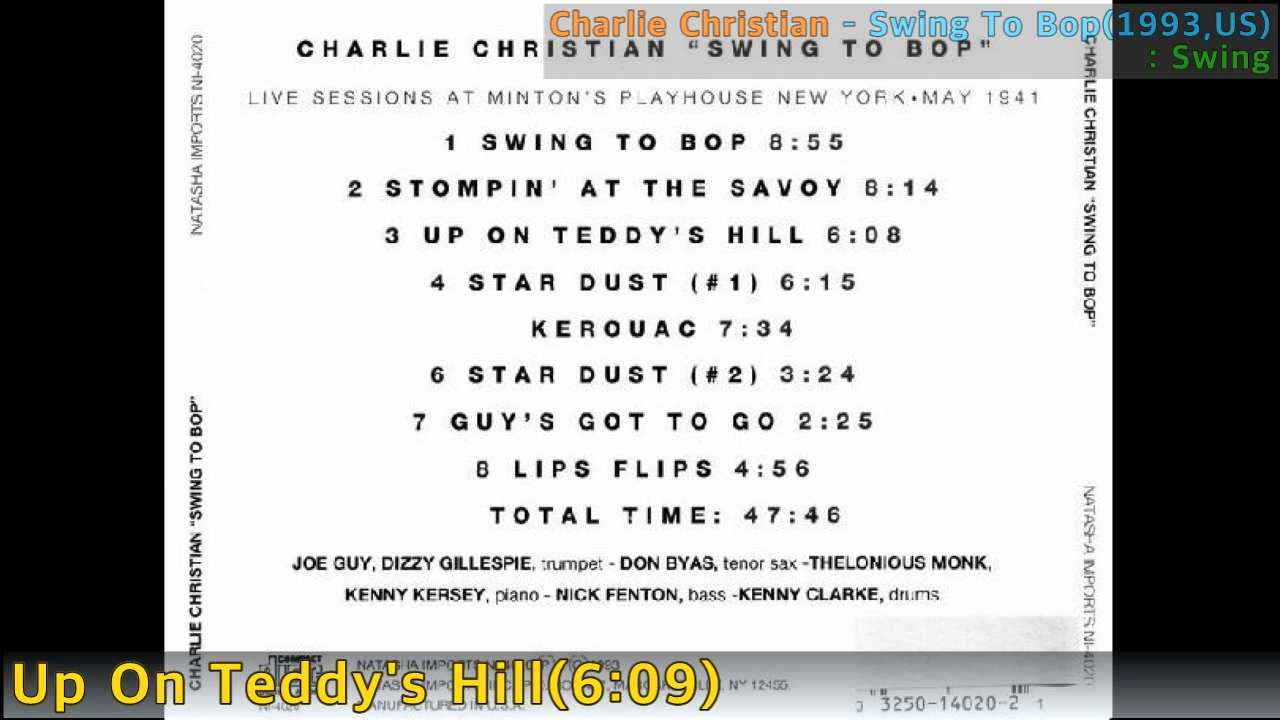 Charlie Christian - Swing To Bop(1993,US)
: Swing
CHARLIE CHRISTIAN "SWING TO BOP"
LIVE SESSIONS AT MINTON'S PLAYHOUSE NEW YORK•MAY 1941
1 SWING TO BOP 8:55
2 STOMPIN' AT THE SAVOY 8:14
3 UP ON TEDDY'S HILL 6:08
4 STAR DUST (#1) 6:15
KEROUAC 7:34
6 STAR DUST (#2) 3:24
7 GUY'S GOT TO GO 2:25
8 LIPS FLIPS 4:56
TOTAL TIME: 47:46
JOE GUY, DIZZY GILLESPIE, trumpet - DON BYAS, tenor sax -THELONIOUS MONK,
KENNY KERSEY, piano - NICK FENTON, bass -KENNY CLARKE, drums
NATASHA IMPORTS NI-4020
CHARLIE CHRISTIAN "SWING TO BOP"
CHARLIE CHRISTIAN "SWING TO BOP"
NATASHA IMPORTS NI-4020
NATASHA IMPORTS
NY 12455.
3250-14020-2 1
Up On Teddy's Hill(6:09)